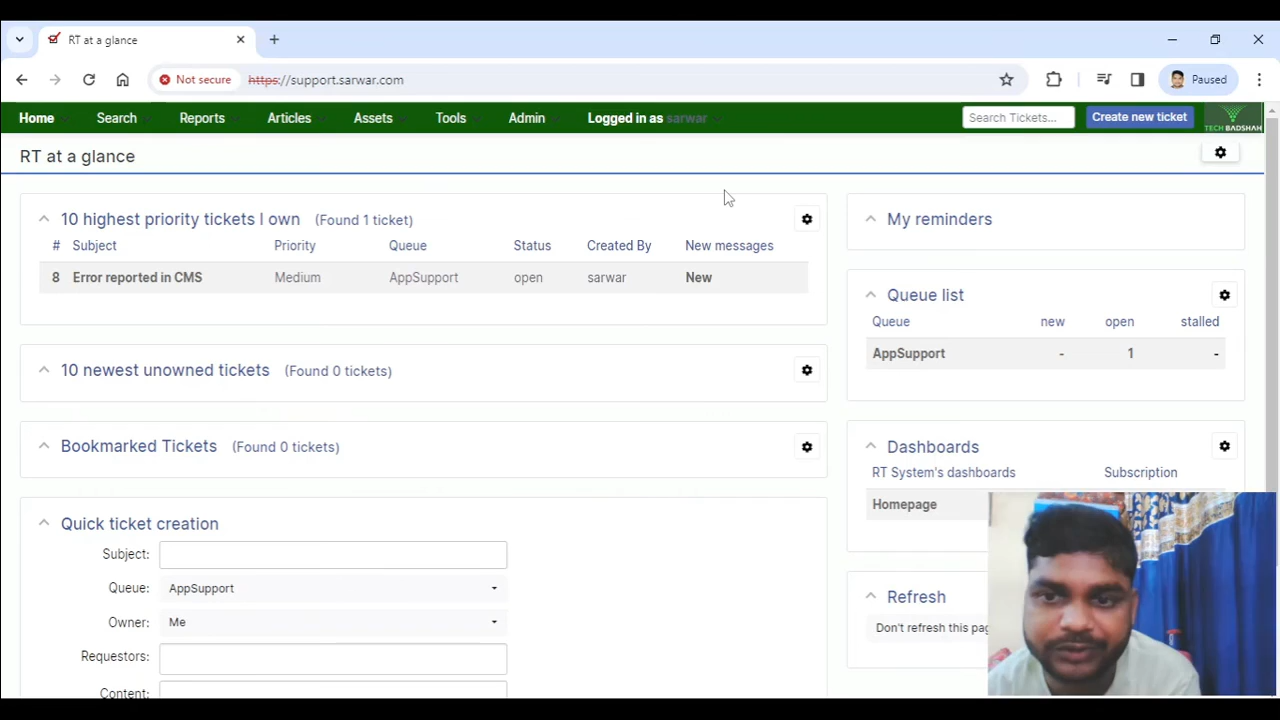 RT at a glance
Not secure https://support.sarwar.com Paused
Home Search Reports Articles Assets Tools Admin Logged in as sarwar Search Tickets... Create new ticket TECH BADSHAH
RT at a glance
10 highest priority tickets I own (Found 1 ticket)
# Subject Priority Queue Status Created By New messages
8 Error reported in CMS Medium AppSupport open sarwar New
10 newest unowned tickets (Found 0 tickets)
Bookmarked Tickets (Found 0 tickets)
Quick ticket creation
Subject:
Queue: AppSupport
Owner: Me
Requestors:
Content:
My reminders
Queue list
Queue new open stalled
AppSupport - 1 -
Dashboards
RT System's dashboards Subscription
Homepage
Refresh
Don't refresh this pag